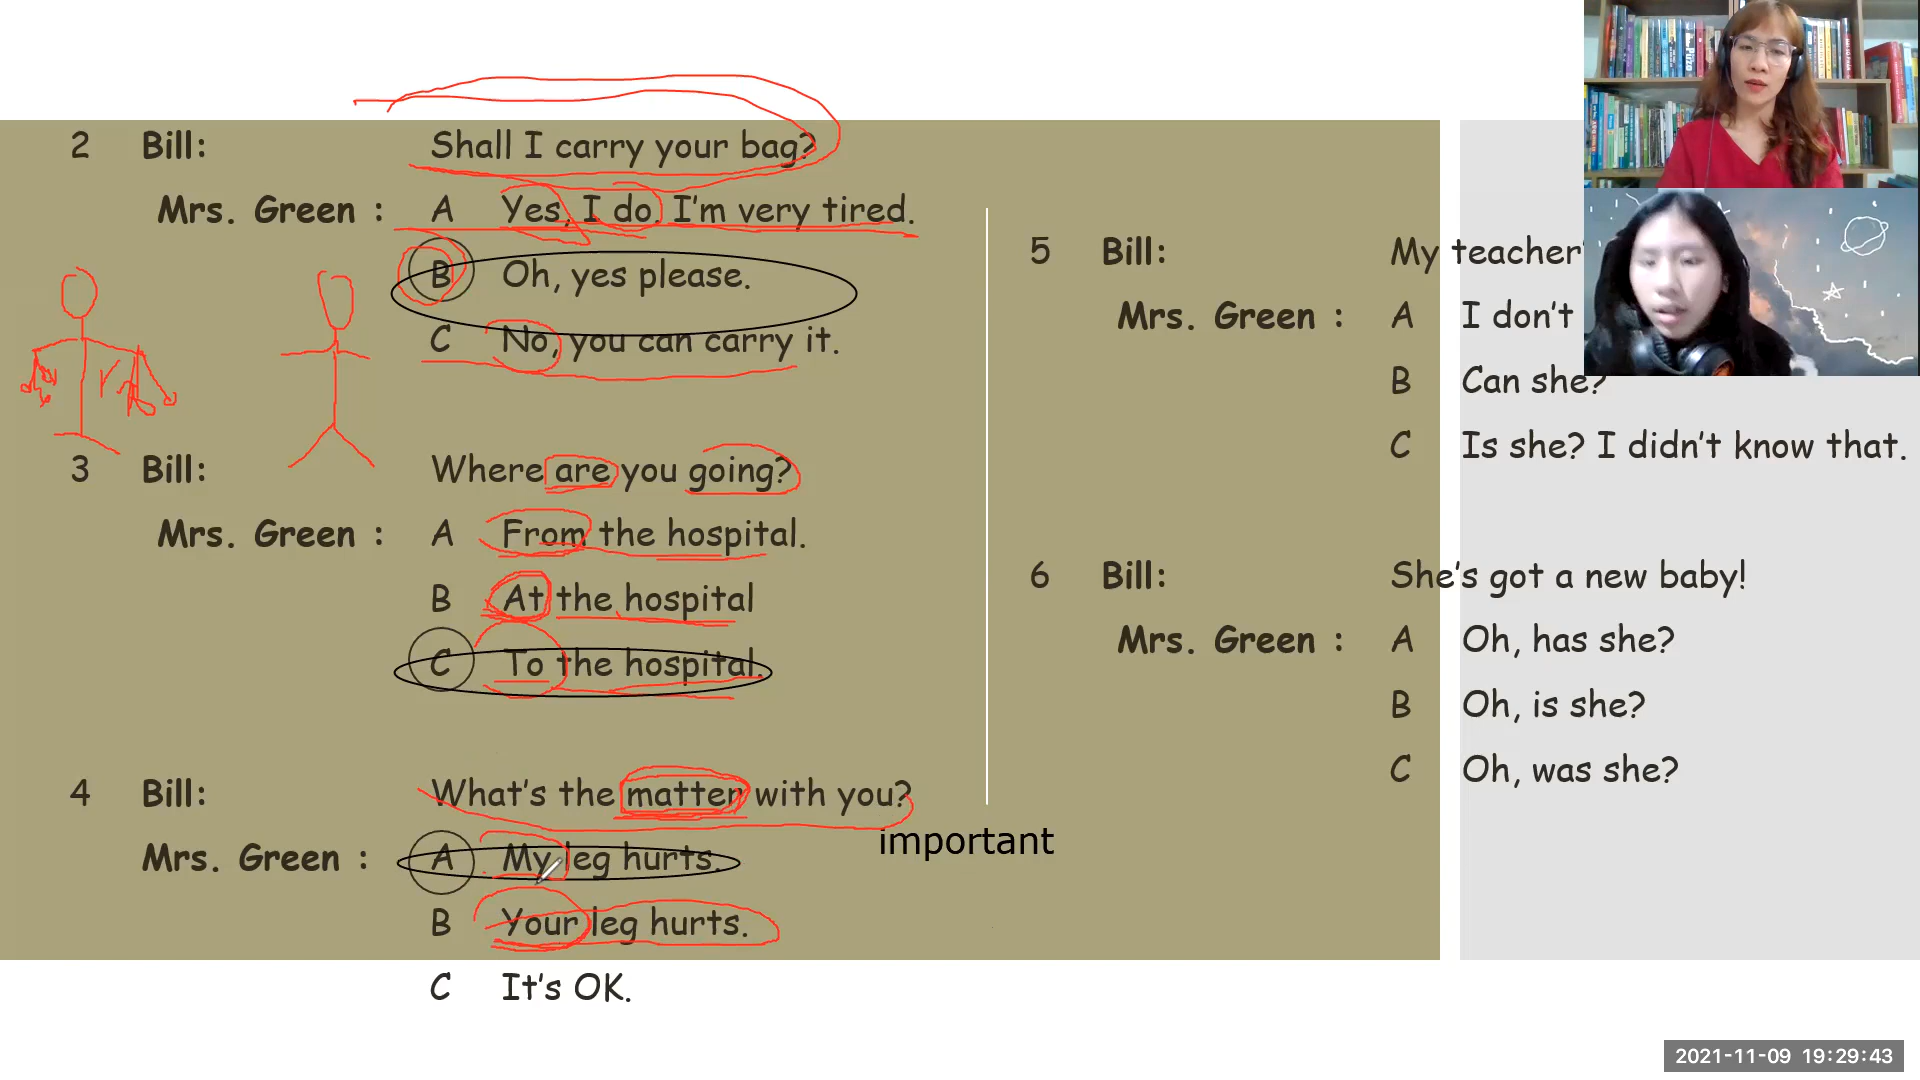 2 Bill: Shall I carry your bag?
Mrs. Green : A Yes, I do. I'm very tired.
B Oh, yes please.
C No, you can carry it.
3 Bill: Where are you going?
Mrs. Green : A From the hospital.
B At the hospital
C To the hospital.
4 Bill: What's the matter with you?
important
Mrs. Green : A My leg hurts.
B Your leg hurts.
C It's OK.
5 Bill: My teacher'
Mrs. Green : A I don't
B Can she?
C Is she? I didn't know that.
6 Bill: She's got a new baby!
Mrs. Green : A Oh, has she?
B Oh, is she?
C Oh, was she?
2021-11-09 19:29:43